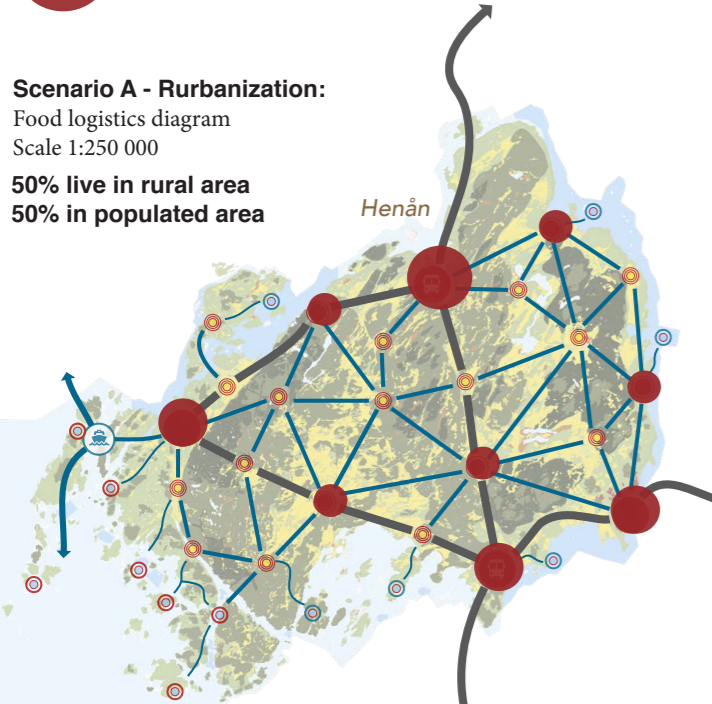 Scenario A - Rurbanization:
Food logistics diagram
Scale 1:250 000
50% live in rural area
50% in populated area
Henån